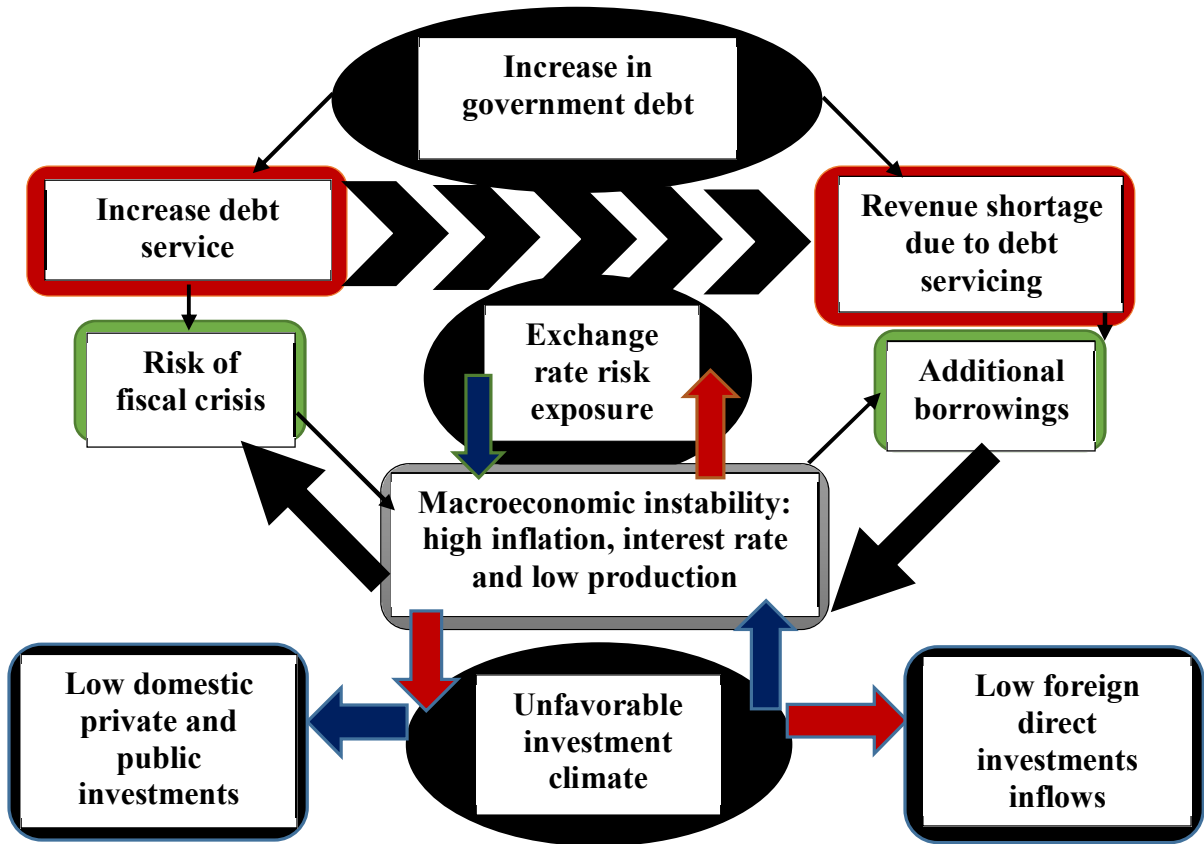 Increase in
government debt
Increase debt
service
Revenue shortage
due to debt
servicing
Exchange
rate risk
exposure
Risk of
fiscal crisis
Additional
borrowings
Macroeconomic instability:
high inflation, interest rate
and low production
Low domestic
private and
public
investments
Unfavorable
investment
climate
Low foreign
direct
investments
inflows